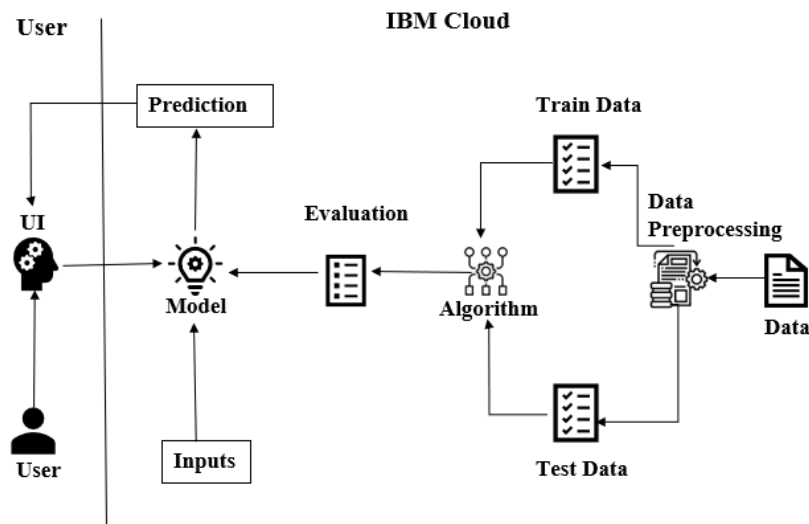 User
IBM Cloud
Prediction
Train Data
UI
Evaluation
Data
Preprocessing
Model
Algorithm
Data
User
Inputs
Test Data